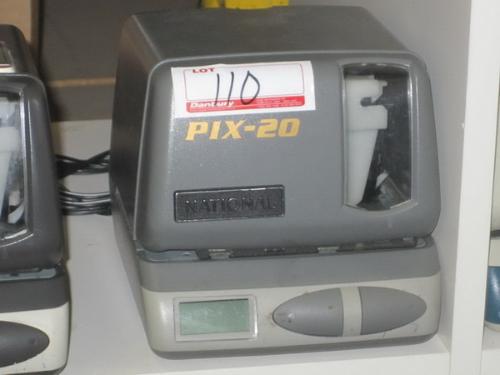 LOT
110
Danbury
PIX-20
NATIONAL